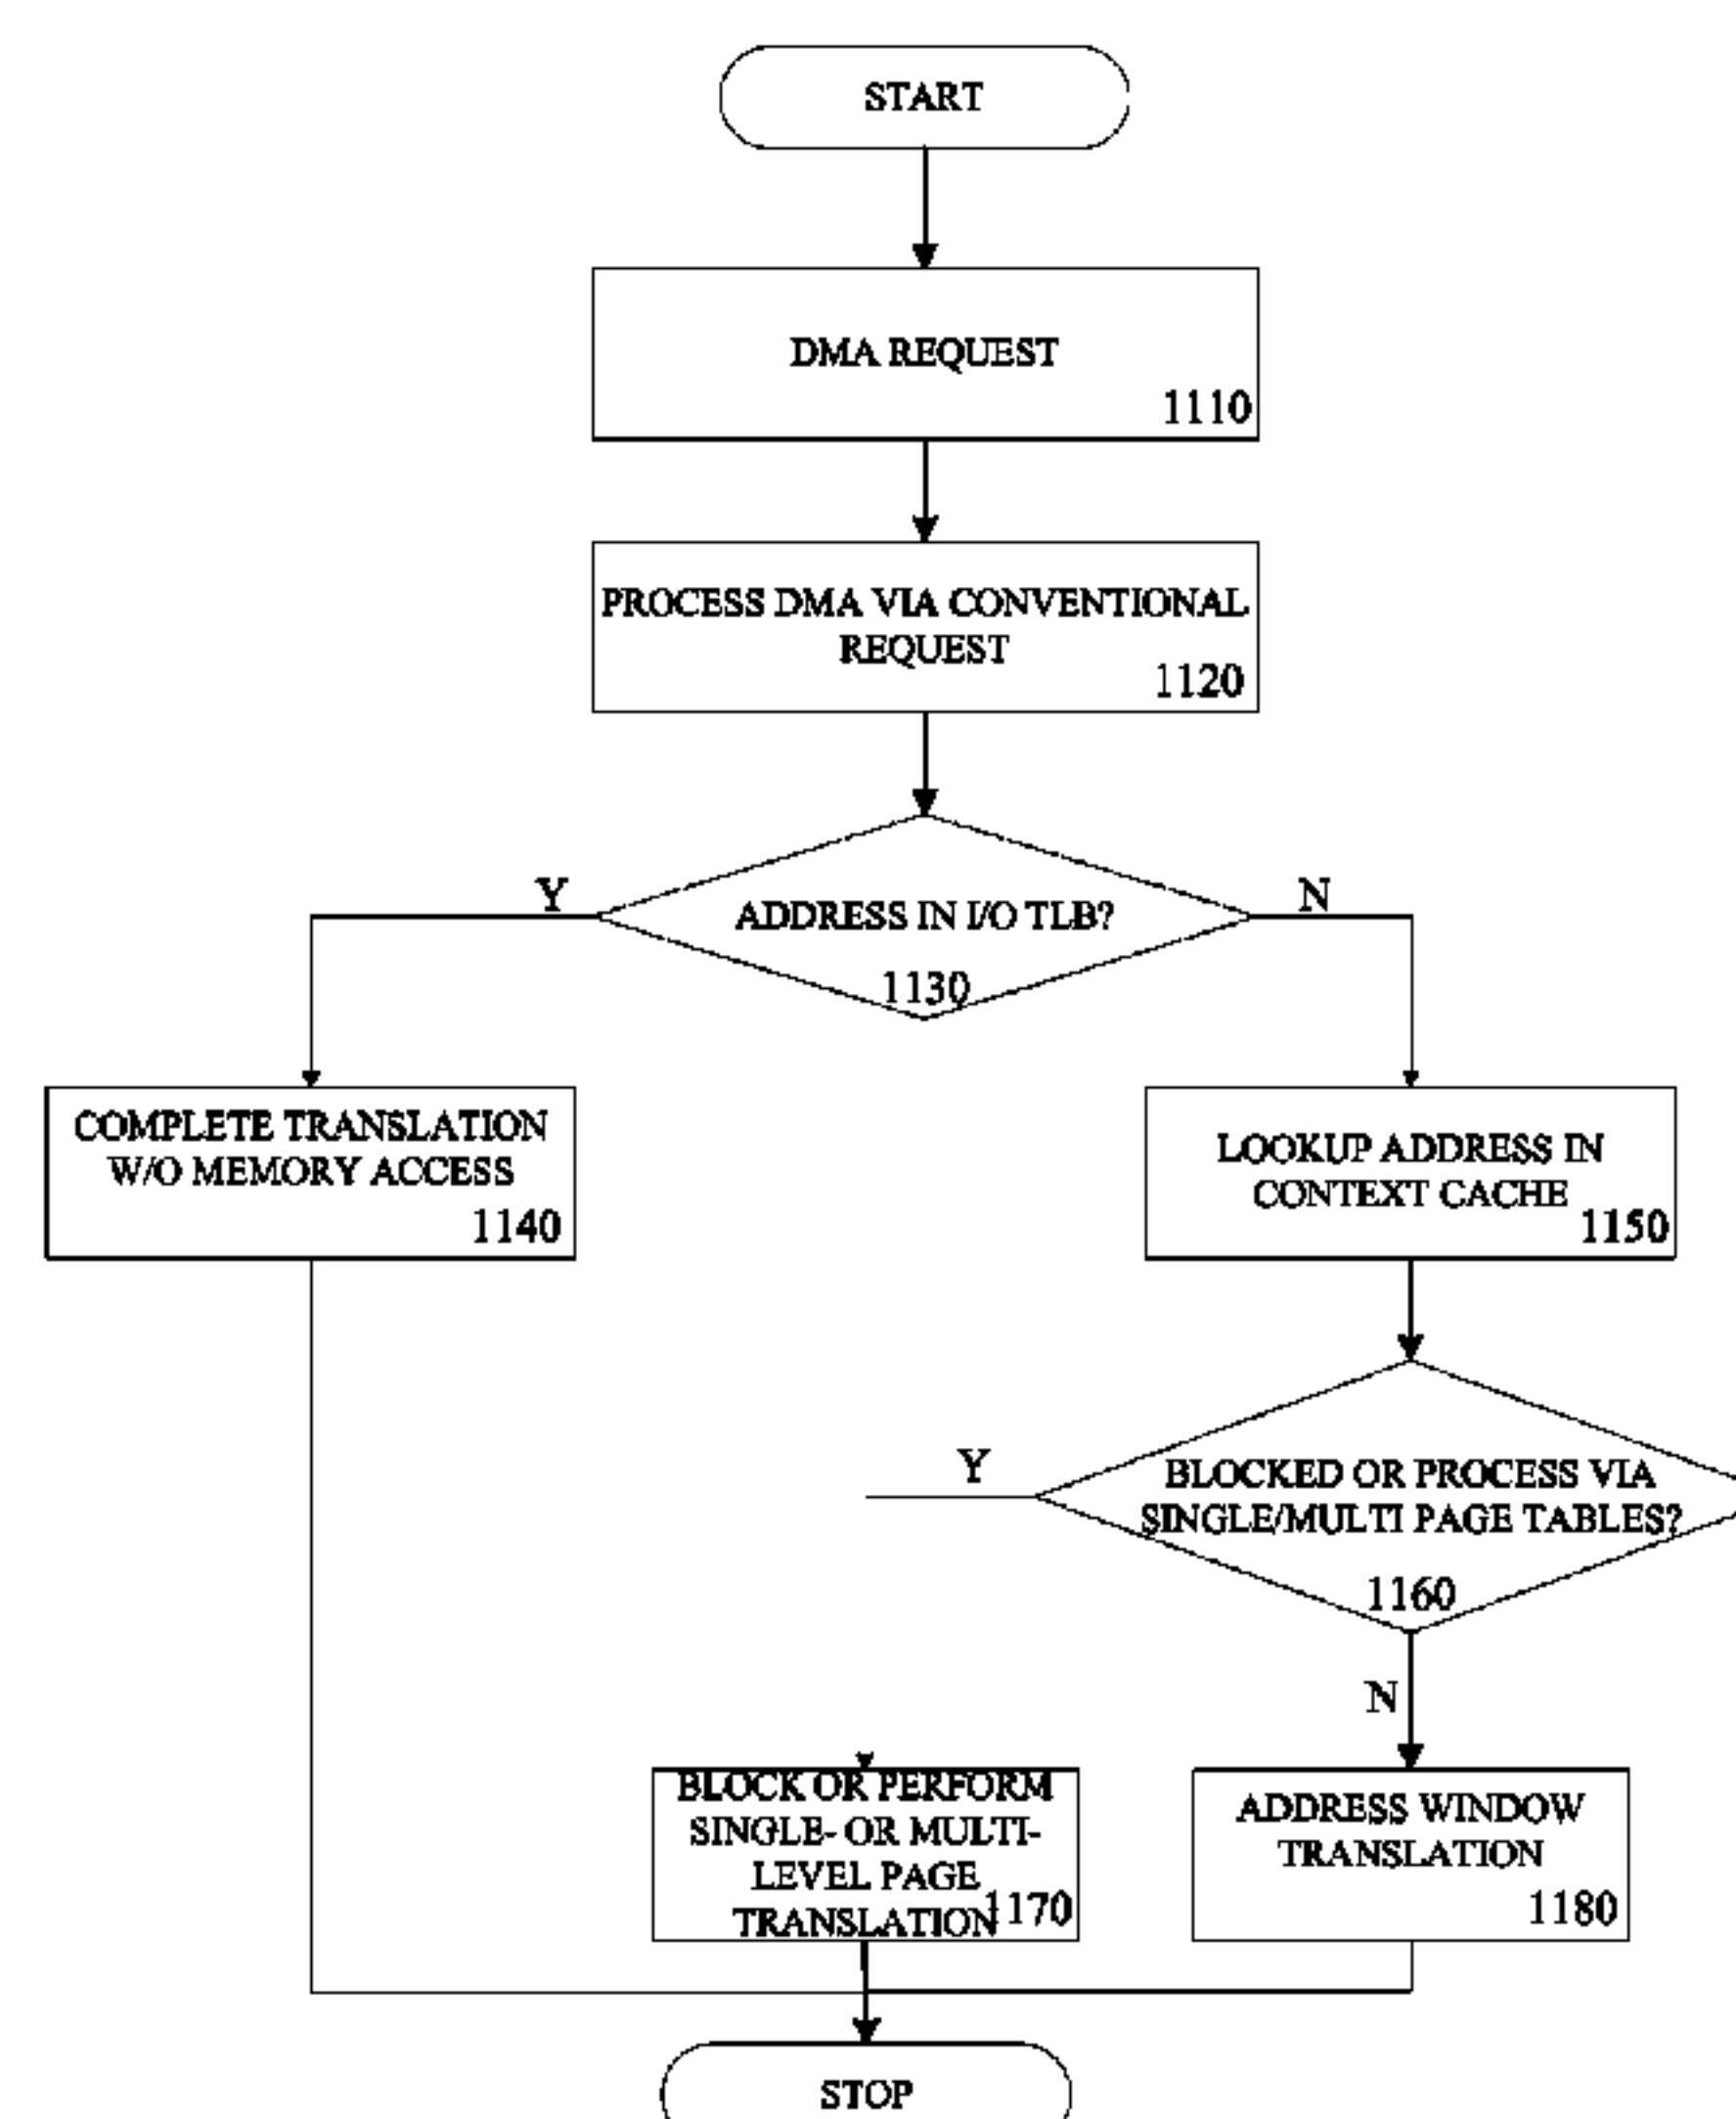 START
DMA REQUEST
1110
PROCESS DMA VIA CONVENTIONAL
REQUEST
1120
Y
N
ADDRESS IN I/O TLB?
1130
COMPLETE TRANSLATION
W/O MEMORY ACCESS
1140
LOOKUP ADDRESS IN
CONTEXT CACHE
1150
Y
BLOCKED OR PROCESS VIA
SINGLE/MULTI PAGE TABLES?
1160
N
BLOCK OR PERFORM
SINGLE- OR MULTI-
LEVEL PAGE
TRANSLATION
1170
ADDRESS WINDOW
TRANSLATION
1180
STOP